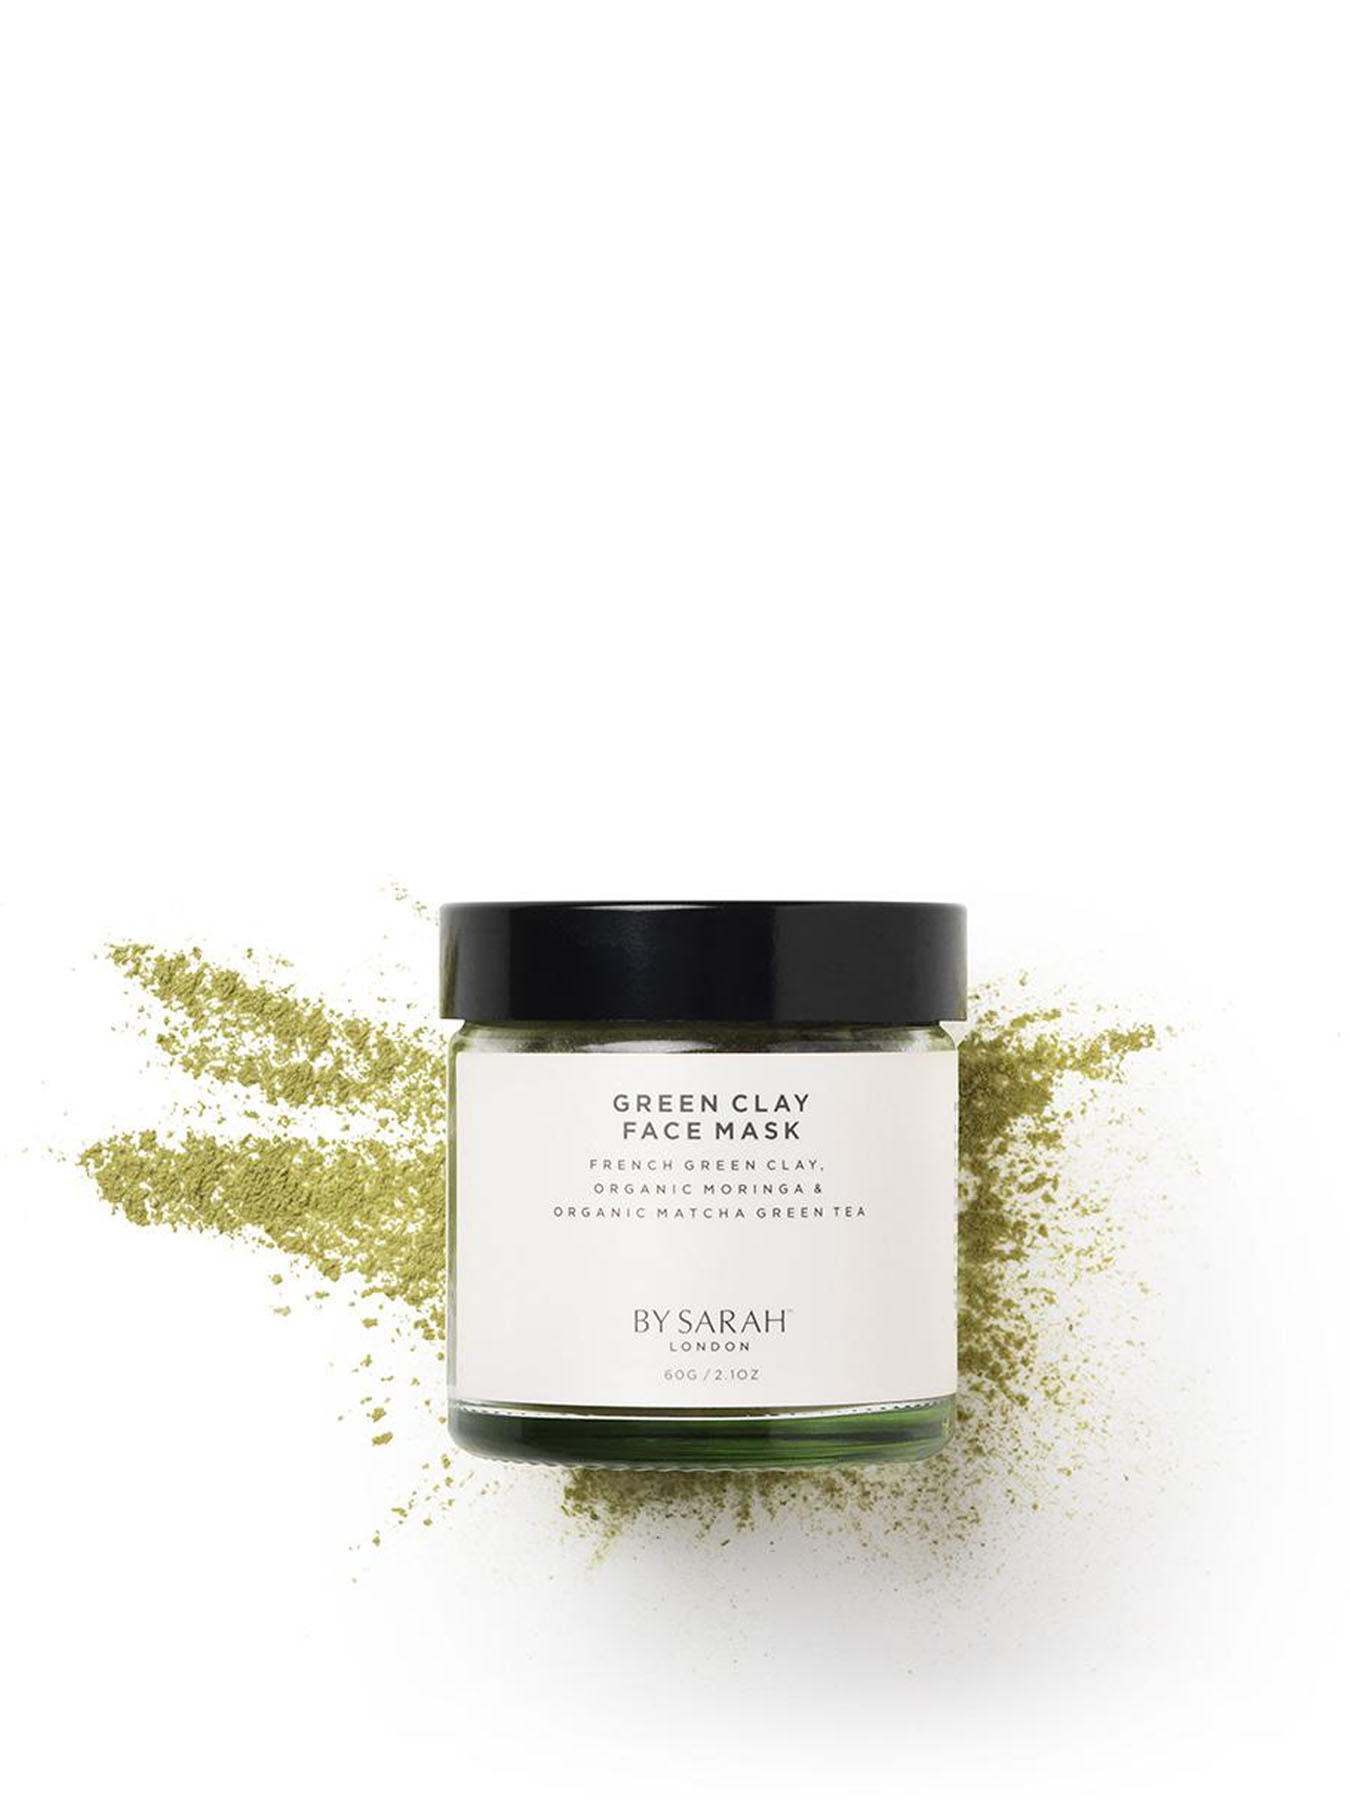 GREEN CLAY
FACE MASK
FRENCH GREEN CLAY,
ORGANIC MORINGA &
ORGANIC MATCHA GREEN TEA
BY SARAH™
LONDON
60G / 2.1OZ